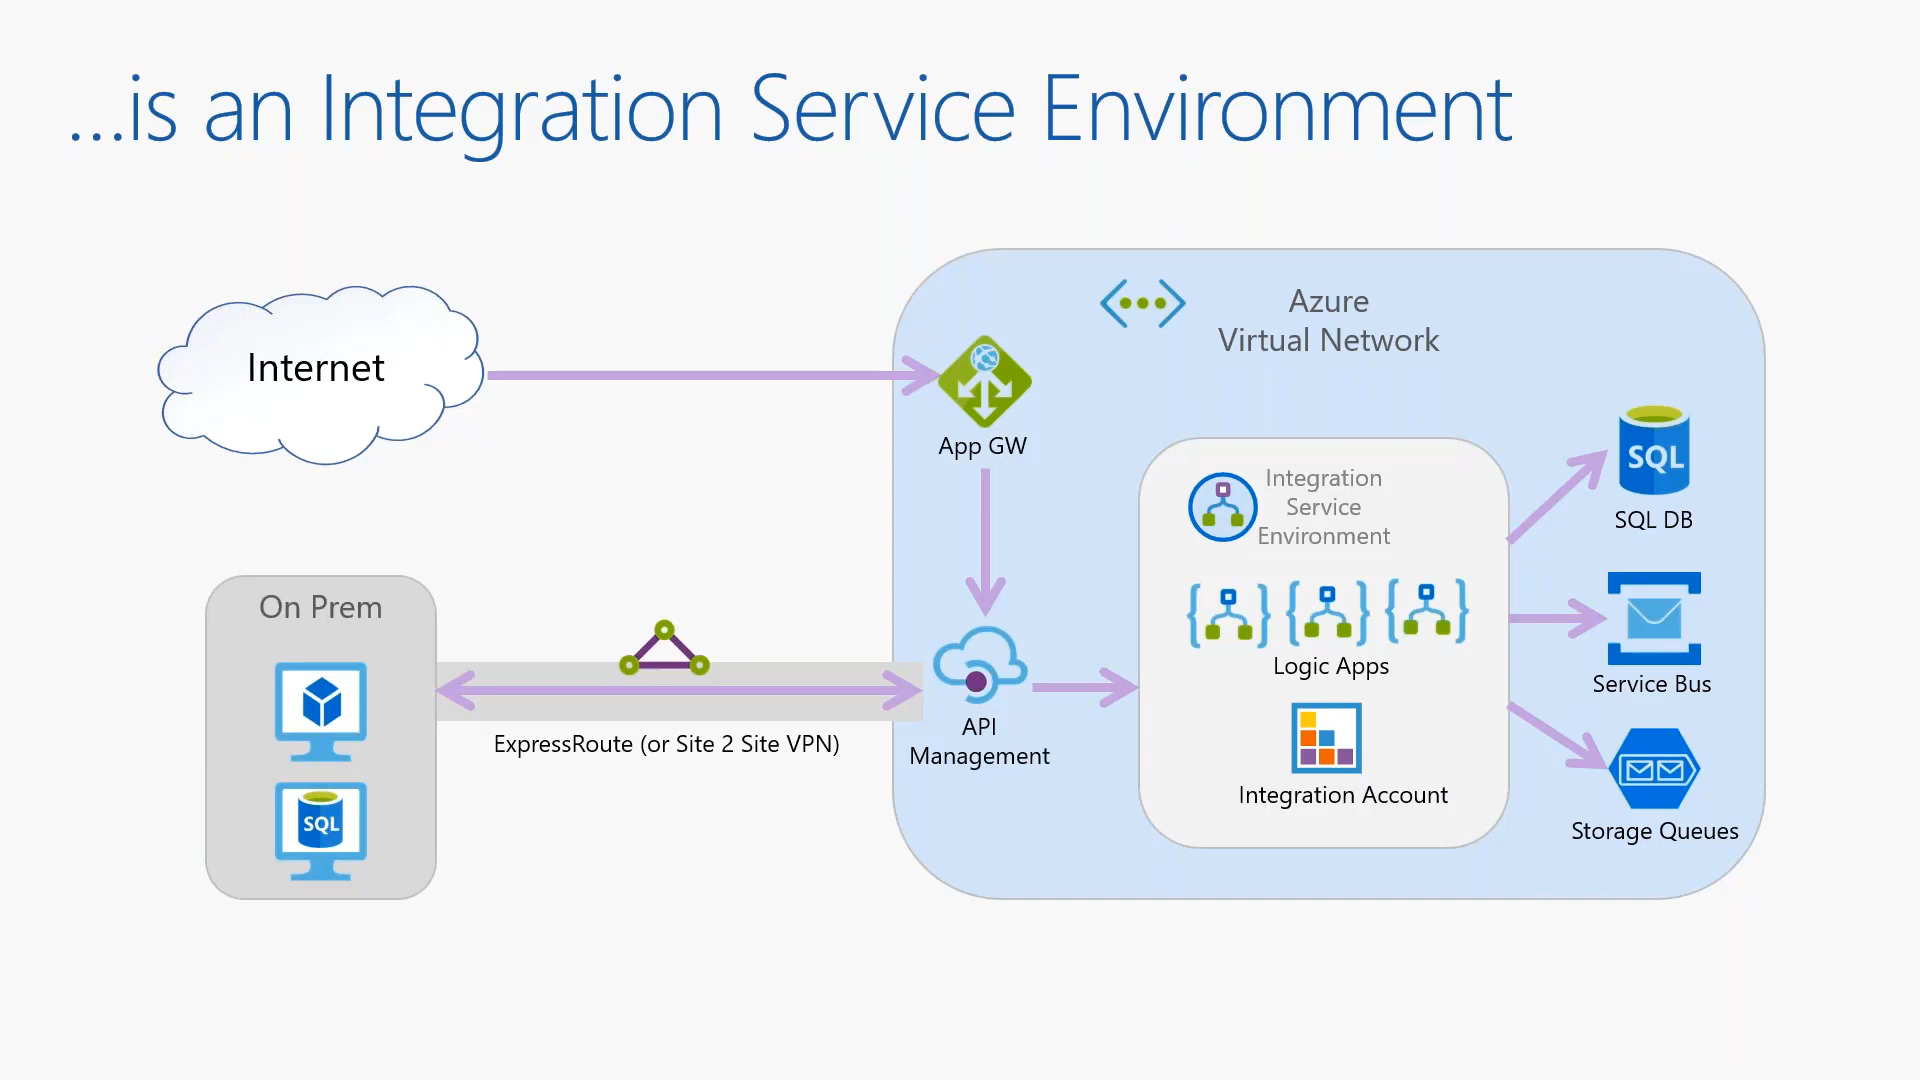 ...is an Integration Service Environment
Internet
Azure
Virtual Network
App GW
Integration
Service
Environment
SQL
SQL DB
On Prem
Logic Apps
Service Bus
ExpressRoute (or Site 2 Site VPN)
API
Management
Integration Account
SQL
Storage Queues